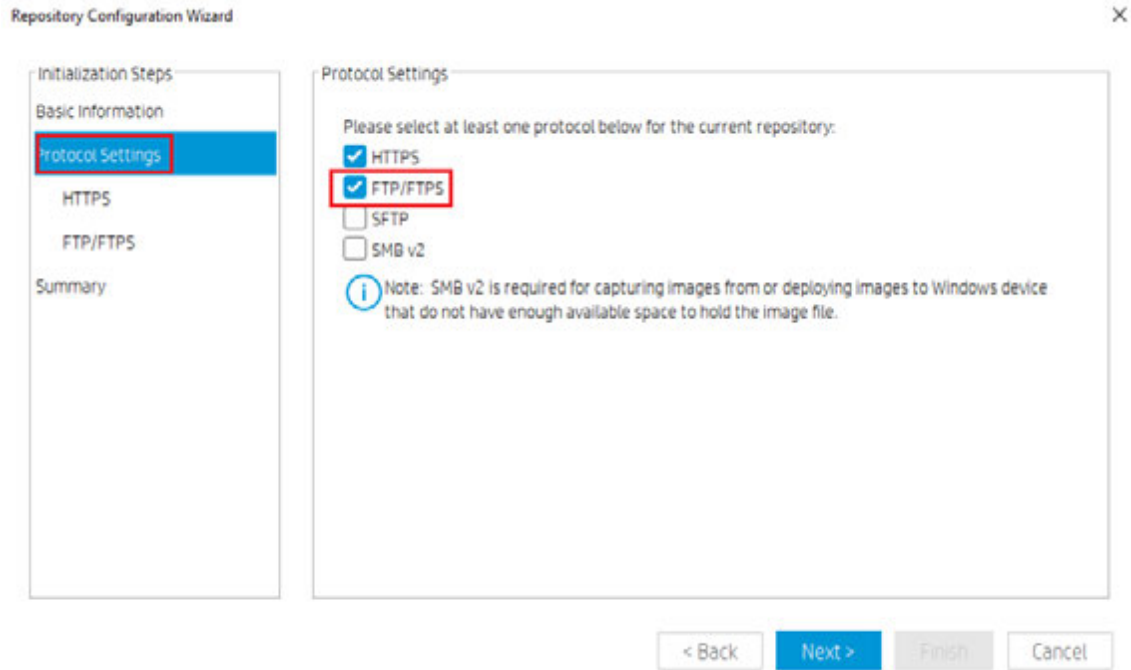 Repository Configuration Wizard
Initialization Steps
Basic Information
Protocol Settings
HTTPS
FTP/FTPS
Summary
Protocol Settings
Please select at least one protocol below for the current repository:
HTTPS
FTP/FTPS
SFTP
SMB v2
Note: SMB v2 is required for capturing images from or deploying images to Windows device
that do not have enough available space to hold the image file.
< Back
Next >
Finish
Cancel